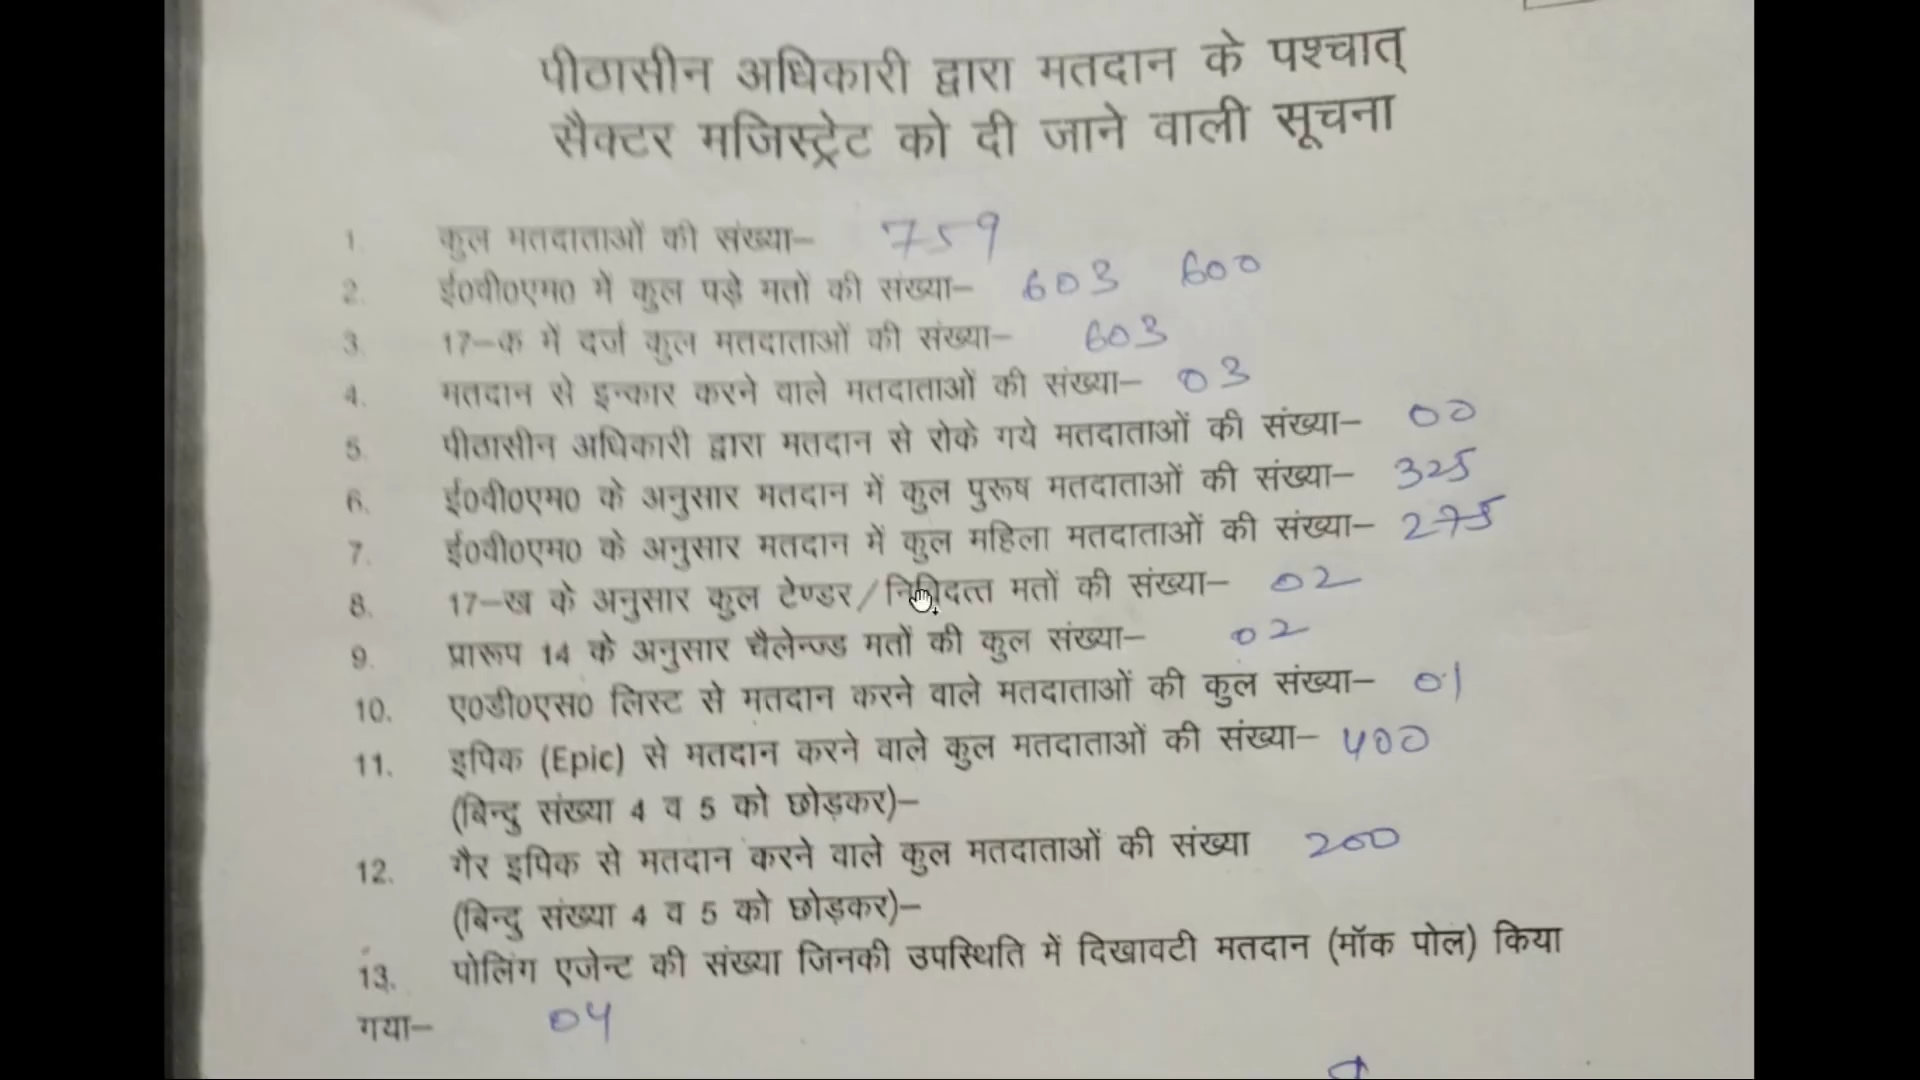 पीठासीन अधिकारी द्वारा मतदान के पश्चात्
सैक्टर मजिस्ट्रेट को दी जाने वाली सूचना
1. कुल मतदाताओं की संख्या– 759
2. ई0वी0एम0 में कुल पड़े मतों की संख्या– 603 600
3. 17–क में दर्ज कुल मतदाताओं की संख्या– 603
4. मतदान से इन्कार करने वाले मतदाताओं की संख्या– 03
5. पीठासीन अधिकारी द्वारा मतदान से रोके गये मतदाताओं की संख्या– 00
6. ई0वी0एम0 के अनुसार मतदान में कुल पुरूष मतदाताओं की संख्या– 325
7. ई0वी0एम0 के अनुसार मतदान में कुल महिला मतदाताओं की संख्या– 275
8. 17–ख के अनुसार कुल टेण्डर/निविदत्त मतों की संख्या– 02
9. प्रारूप 14 के अनुसार चैलेन्ज्ड मतों की कुल संख्या– 02
10. ए0डी0एस0 लिस्ट से मतदान करने वाले मतदाताओं की कुल संख्या– 01
11. इपिक (Epic) से मतदान करने वाले कुल मतदाताओं की संख्या– 400
(बिन्दु संख्या 4 व 5 को छोड़कर)–
12. गैर इपिक से मतदान करने वाले कुल मतदाताओं की संख्या 200
(बिन्दु संख्या 4 व 5 को छोड़कर)–
13. पोलिंग एजेन्ट की संख्या जिनकी उपस्थिति में दिखावटी मतदान (मॉक पोल) किया
गया– 04